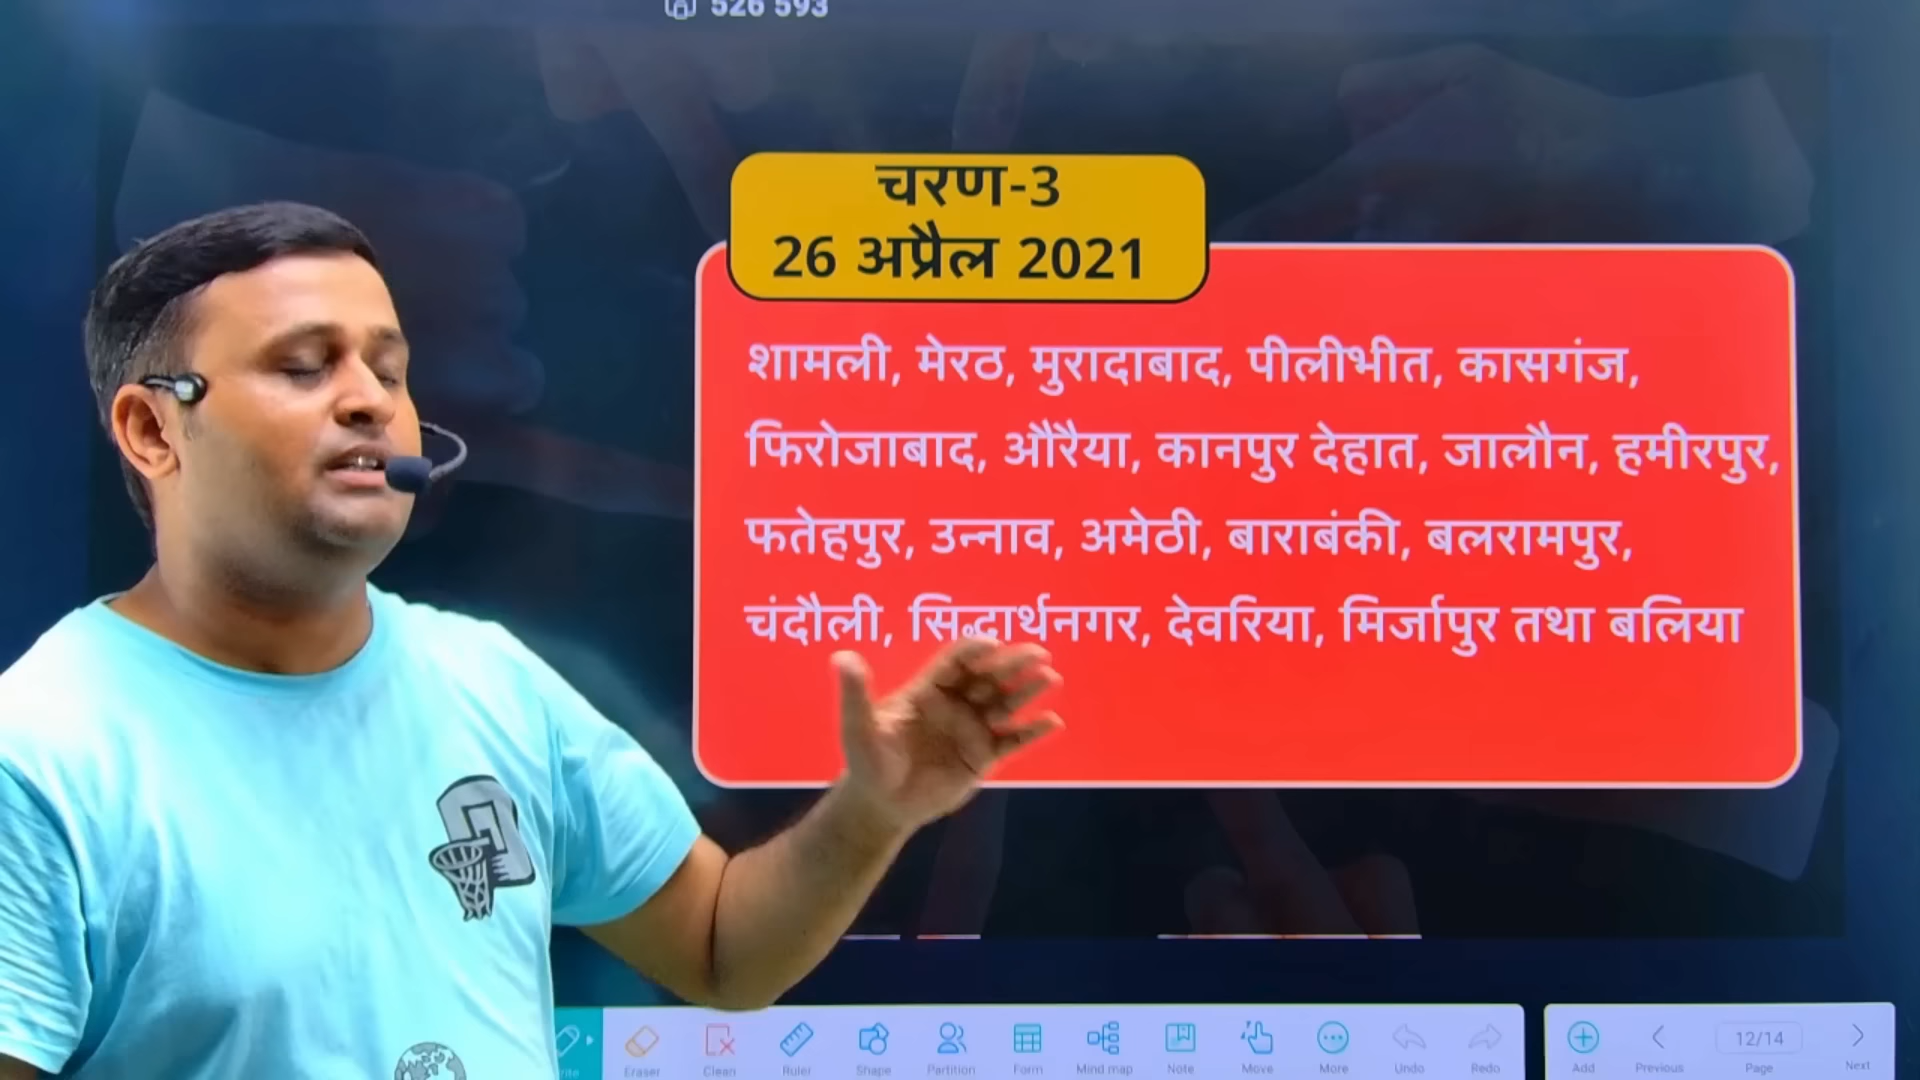 526 593
चरण-3
26 अप्रैल 2021
शामली, मेरठ, मुरादाबाद, पीलीभीत, कासगंज,
फिरोजाबाद, औरैया, कानपुर देहात, जालौन, हमीरपुर,
फतेहपुर, उन्नाव, अमेठी, बाराबंकी, बलरामपुर,
चंदौली, सिद्धार्थनगर, देवरिया, मिर्जापुर तथा बलिया
12/14
Eraser Clean Ruler Shape Partition Form Mind map Note Move More Undo Redo Add Previous Page Next